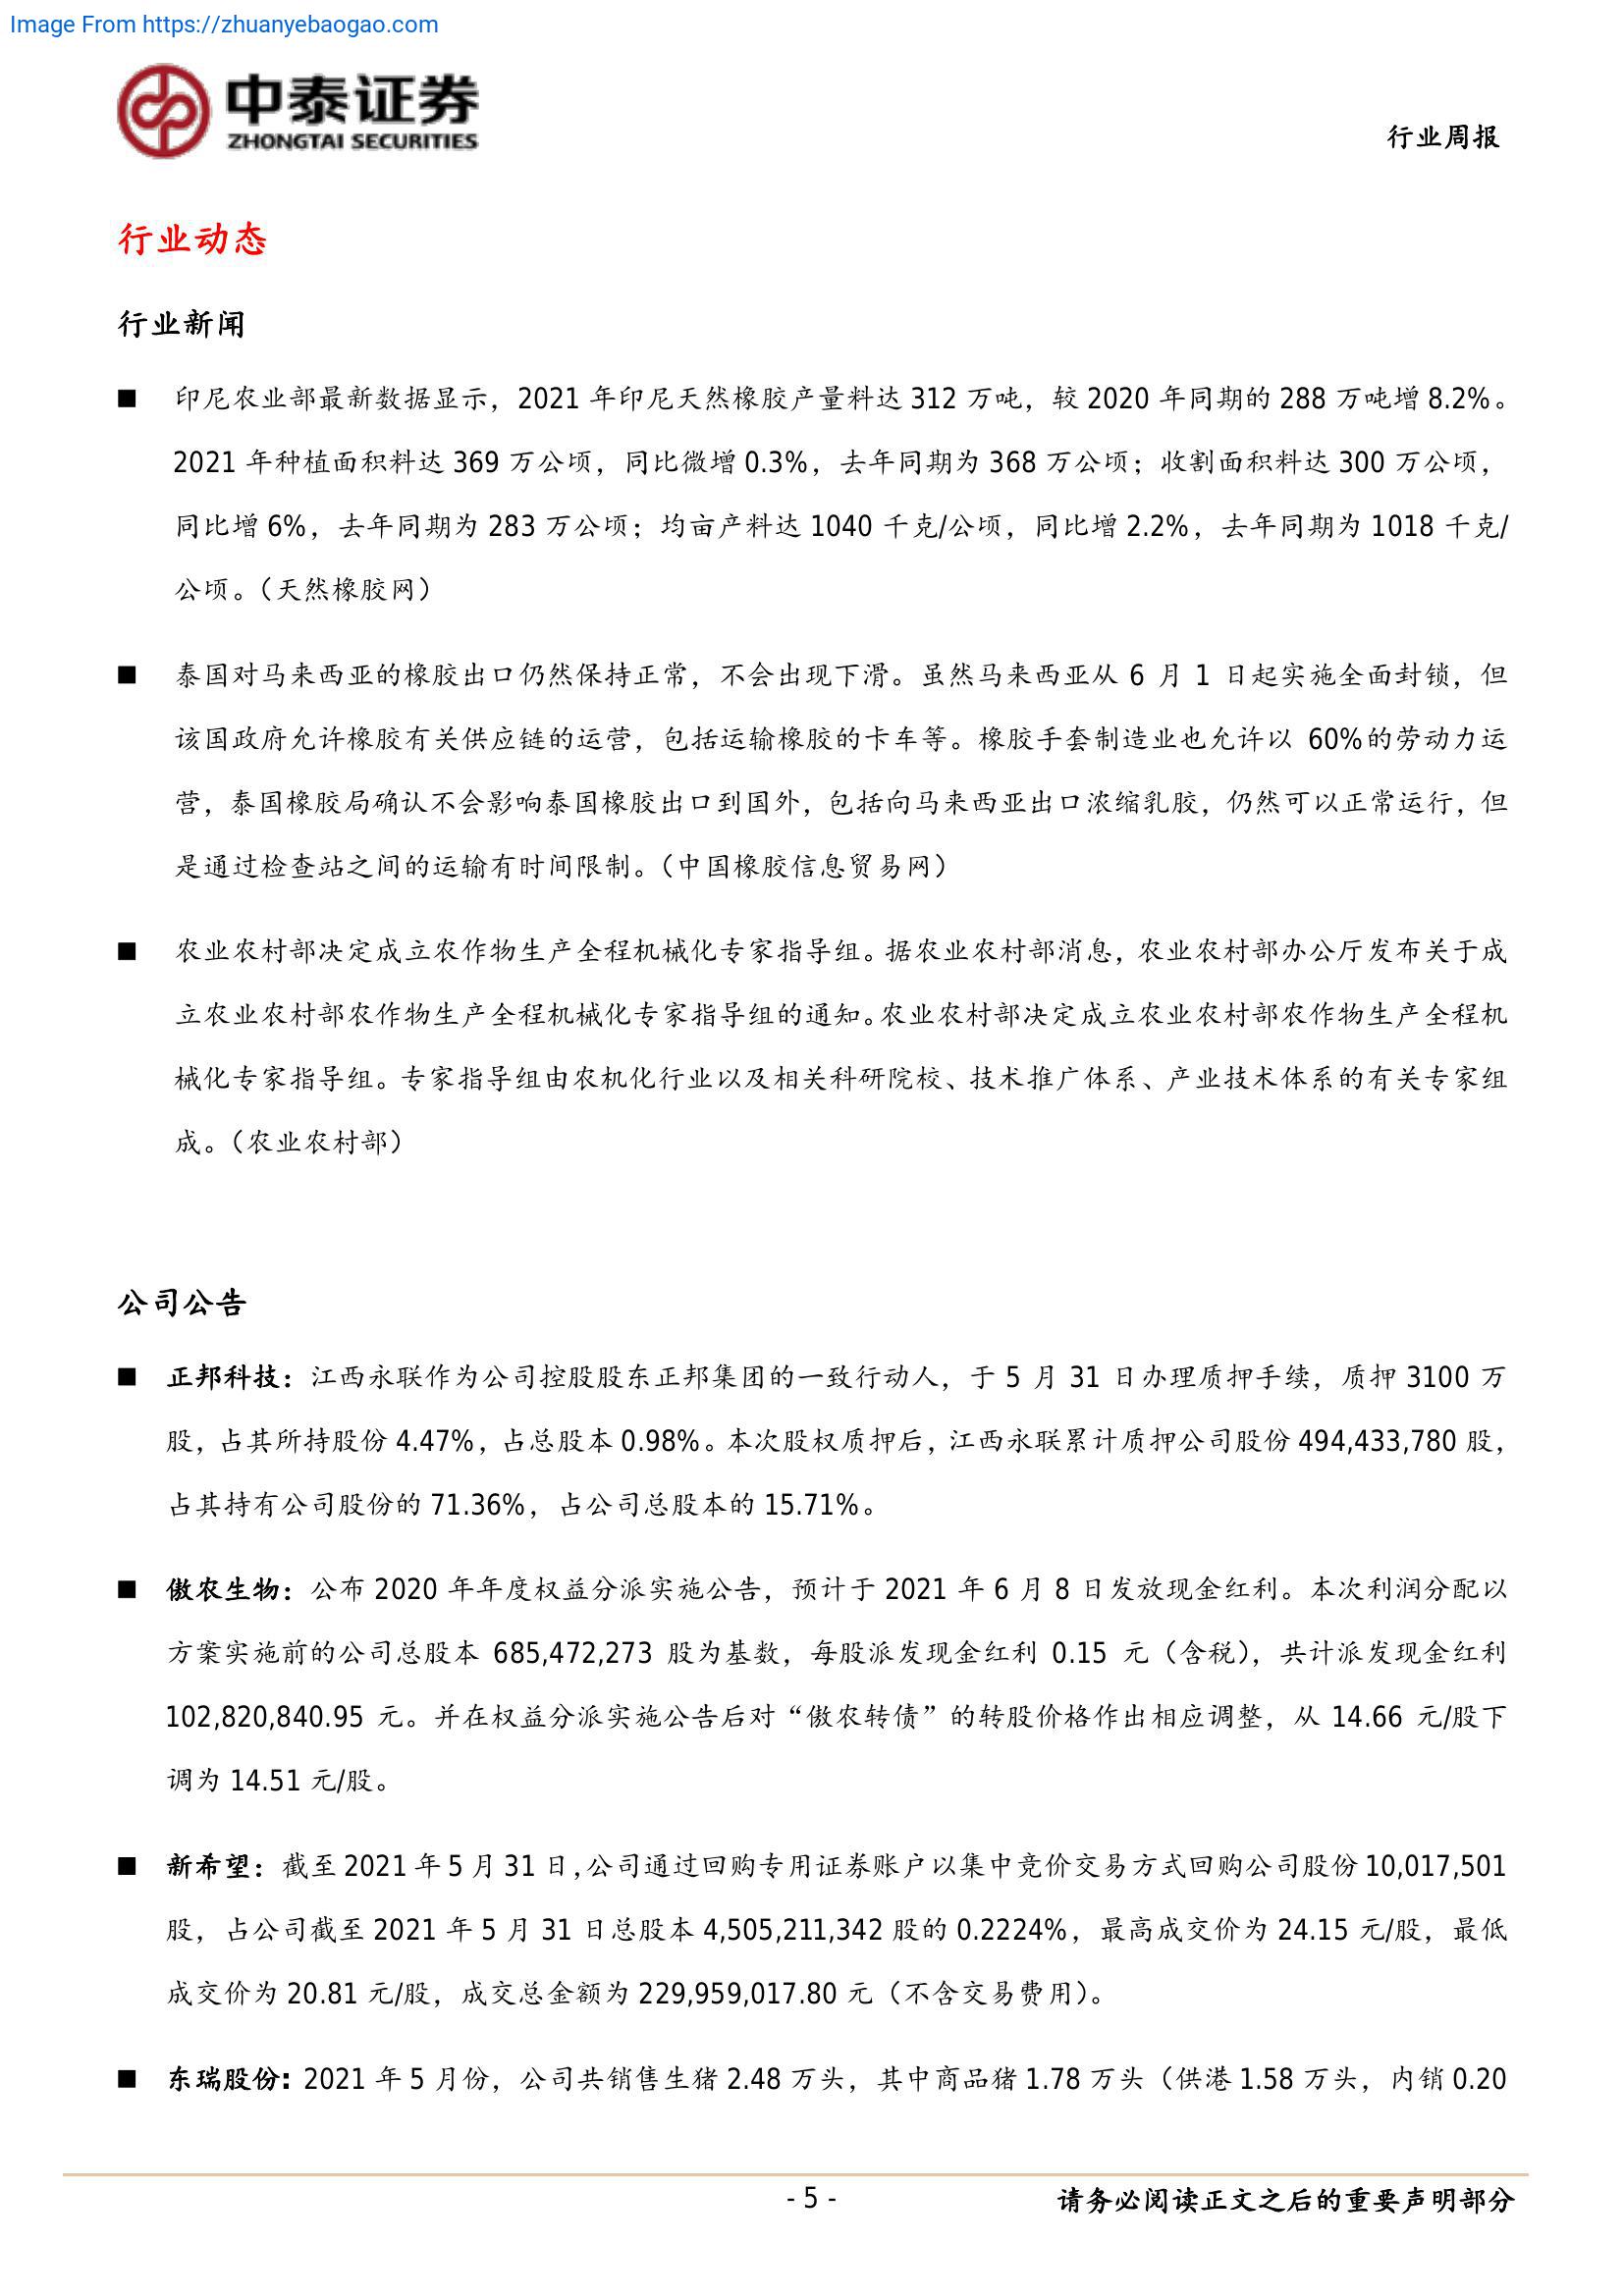 Image From https://zhuanyebaogao.com
中泰证券
ZHONGTAI SECURITIES
行业周报
行业动态
行业新闻
■ 印尼农业部最新数据显示，2021 年印尼天然橡胶产量料达 312 万吨，较 2020 年同期的 288 万吨增 8.2%。
2021 年种植面积料达 369 万公顷，同比微增 0.3%，去年同期为 368 万公顷；收割面积料达 300 万公顷，
同比增 6%，去年同期为 283 万公顷；均亩产料达 1040 千克/公顷，同比增 2.2%，去年同期为 1018 千克/
公顷。（天然橡胶网）
■ 泰国对马来西亚的橡胶出口仍然保持正常，不会出现下滑。虽然马来西亚从 6 月 1 日起实施全面封锁，但
该国政府允许橡胶有关供应链的运营，包括运输橡胶的卡车等。橡胶手套制造业也允许以 60%的劳动力运
营，泰国橡胶局确认不会影响泰国橡胶出口到国外，包括向马来西亚出口浓缩乳胶，仍然可以正常运行，但
是通过检查站之间的运输有时间限制。（中国橡胶信息贸易网）
■ 农业农村部决定成立农作物生产全程机械化专家指导组。据农业农村部消息，农业农村部办公厅发布关于成
立农业农村部农作物生产全程机械化专家指导组的通知。农业农村部决定成立农业农村部农作物生产全程机
械化专家指导组。专家指导组由农机化行业以及相关科研院校、技术推广体系、产业技术体系的有关专家组
成。（农业农村部）
公司公告
■ 正邦科技：江西永联作为公司控股股东正邦集团的一致行动人，于 5 月 31 日办理质押手续，质押 3100 万
股，占其所持股份 4.47%，占总股本 0.98%。本次股权质押后，江西永联累计质押公司股份 494,433,780 股，
占其持有公司股份的 71.36%，占公司总股本的 15.71%。
■ 傲农生物：公布 2020 年年度权益分派实施公告，预计于 2021 年 6 月 8 日发放现金红利。本次利润分配以
方案实施前的公司总股本 685,472,273 股为基数，每股派发现金红利 0.15 元（含税），共计派发现金红利
102,820,840.95 元。并在权益分派实施公告后对“傲农转债”的转股价格作出相应调整，从 14.66 元/股下
调为 14.51 元/股。
■ 新希望：截至 2021 年 5 月 31 日，公司通过回购专用证券账户以集中竞价交易方式回购公司股份 10,017,501
股，占公司截至 2021 年 5 月 31 日总股本 4,505,211,342 股的 0.2224%，最高成交价为 24.15 元/股，最低
成交价为 20.81 元/股，成交总金额为 229,959,017.80 元（不含交易费用）。
■ 东瑞股份：2021 年 5 月份，公司共销售生猪 2.48 万头，其中商品猪 1.78 万头（供港 1.58 万头，内销 0.20
- 5 -
请务必阅读正文之后的重要声明部分